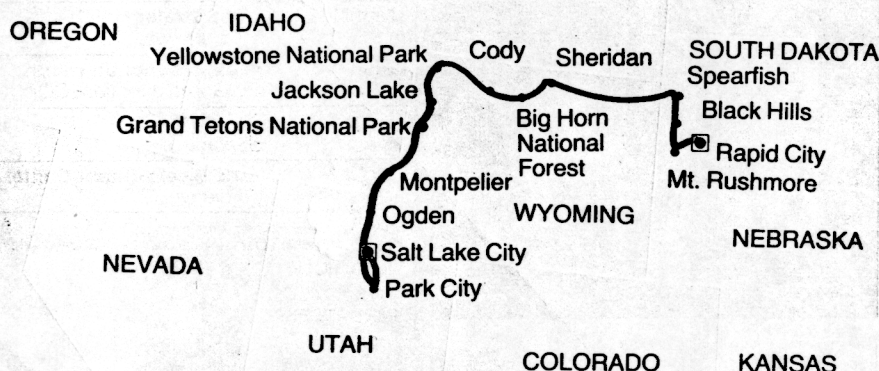 OREGON
IDAHO
Yellowstone National Park
Cody
Sheridan
SOUTH DAKOTA
Spearfish
Jackson Lake
Black Hills
Grand Tetons National Park
Big Horn
National
Forest
Rapid City
Mt. Rushmore
Montpelier
Ogden
WYOMING
NEBRASKA
Salt Lake City
NEVADA
Park City
UTAH
COLORADO
KANSAS